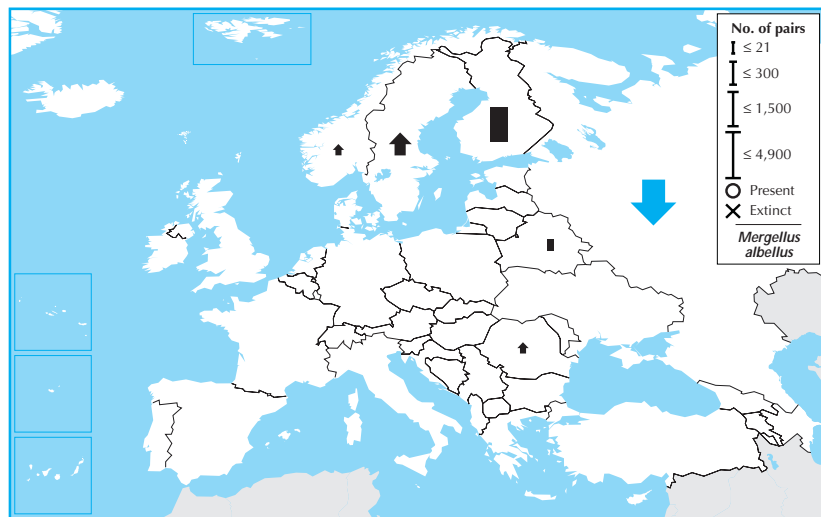 No. of pairs
≤ 21
≤ 300
≤ 1,500
≤ 4,900
Present
Extinct
Mergellus
albellus